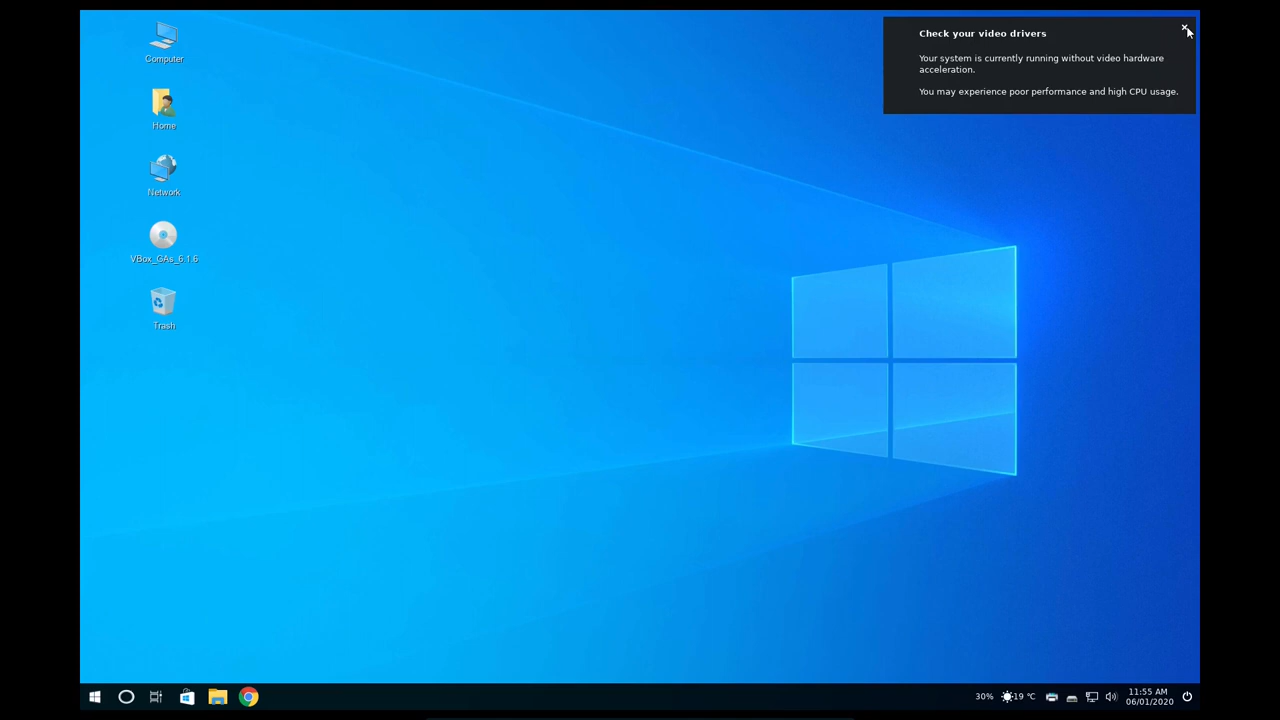 Computer
Home
Network
VBox_GAs_6.1.6
Trash
Check your video drivers
Your system is currently running without video hardware
acceleration.
You may experience poor performance and high CPU usage.
30%
19 ℃
11:55 AM
06/01/2020